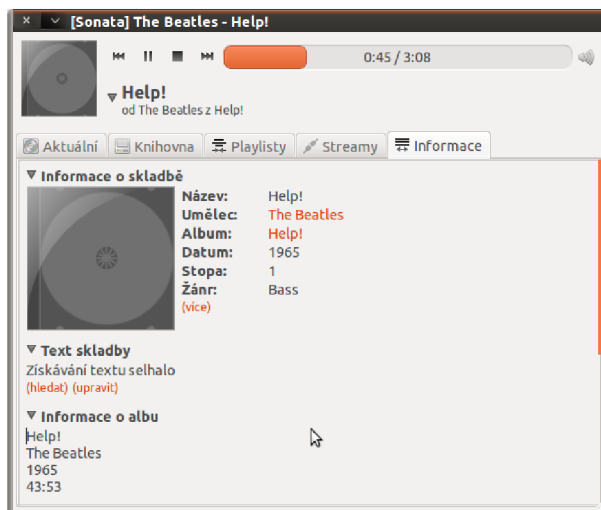 [Sonata] The Beatles - Help!
0:45 / 3:08
Help!
od The Beatles z Help!
Aktuální Knihovna Playlisty Streamy Informace
Informace o skladbě
Název: Help!
Umělec: The Beatles
Album: Help!
Datum: 1965
Stopa: 1
Žánr: Bass
(více)
Text skladby
Získávání textu selhalo
(hledat) (upravit)
Informace o albu
Help!
The Beatles
1965
43:53